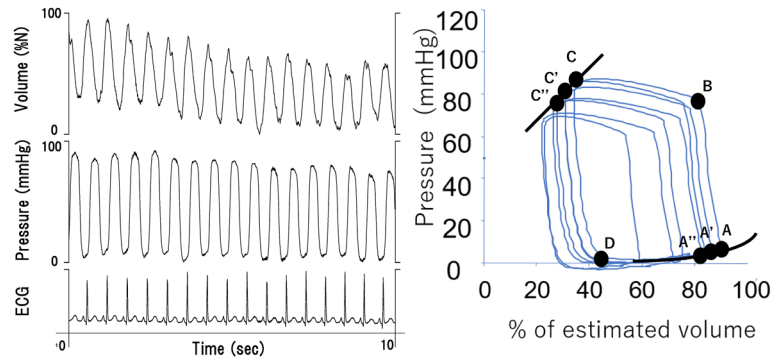 100
Volume (%N)
0
100
Pressure (mmHg)
0
ECG
0
Time (sec)
10
Pressure (mmHg)
120
100
80
60
40
20
0
C
C'
C''
B
A''
A'
A
D
0
20
40
60
80
100
% of estimated volume